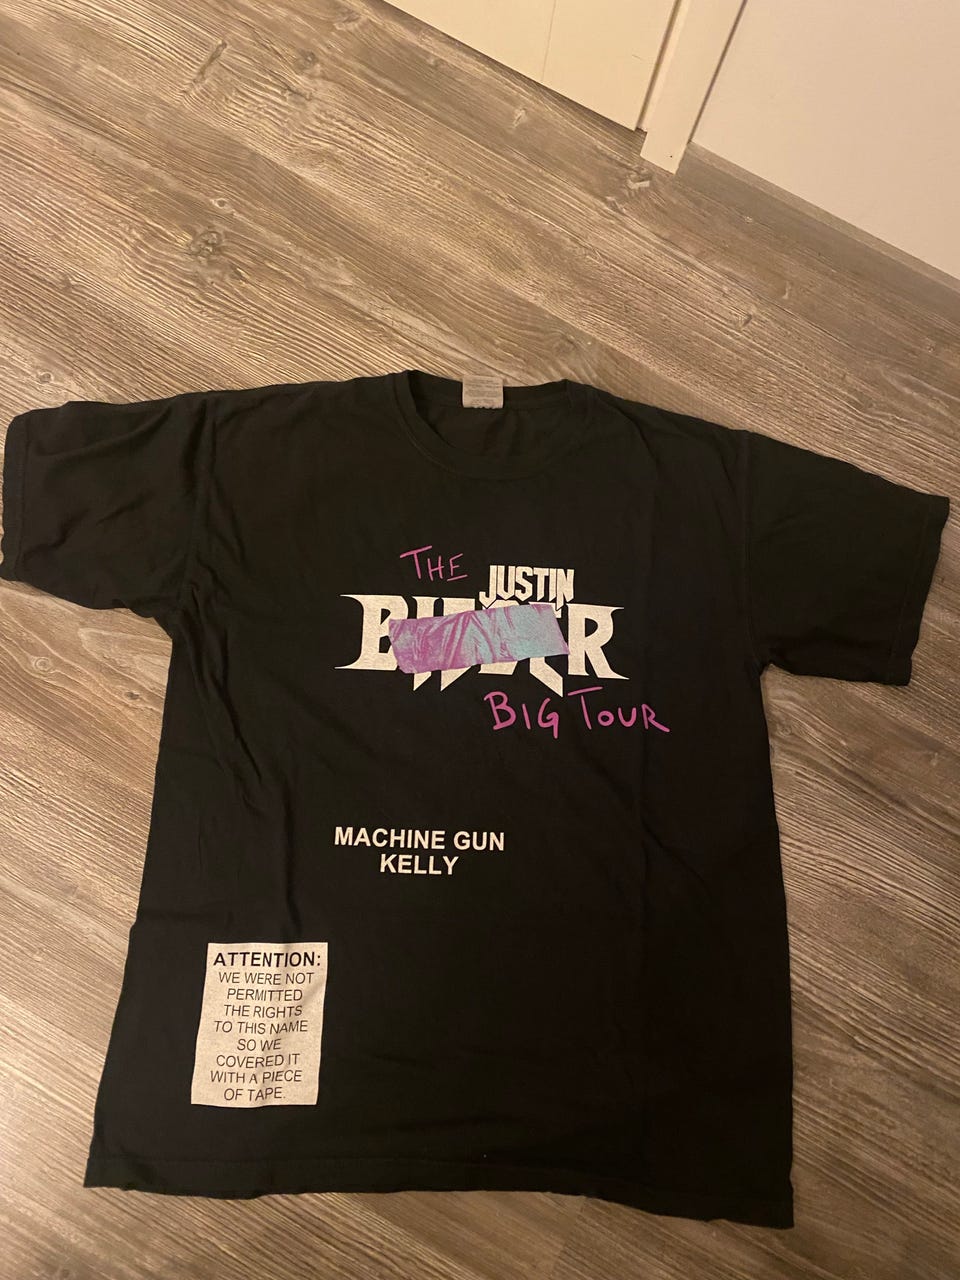 THE
JUSTIN
BIEBER
BIG TOUR
MACHINE GUN
KELLY
ATTENTION:
WE WERE NOT
PERMITTED
THE RIGHTS
TO THIS NAME
SO WE
COVERED IT
WITH A PIECE
OF TAPE.